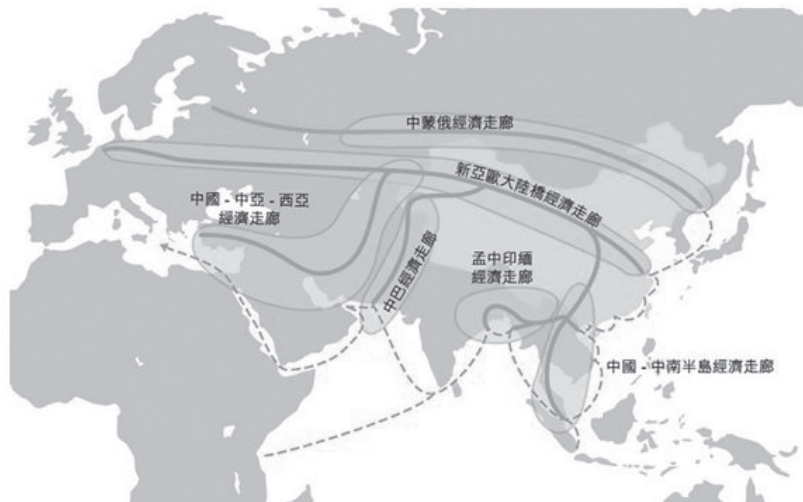 中蒙俄經濟走廊
新亞歐大陸橋經濟走廊
中國 - 中亞 - 西亞
經濟走廊
中巴經濟走廊
孟中印緬
經濟走廊
中國 - 中南半島經濟走廊